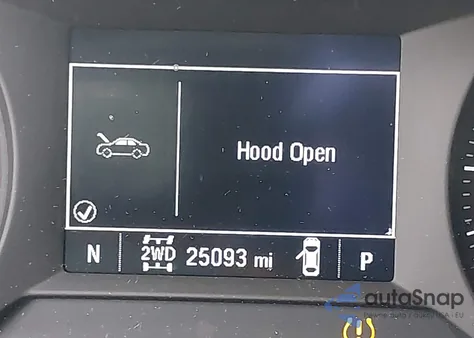 Hood Open
N 2WD 25093 mi P
autoSnap